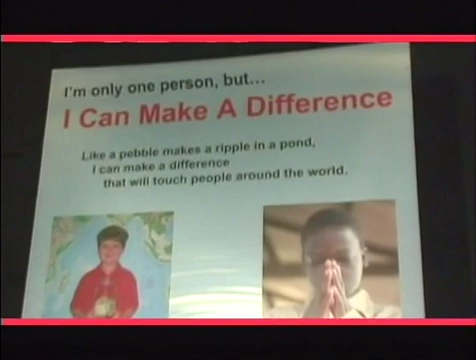 I'm only one person, but...
I Can Make A Difference
Like a pebble makes a ripple in a pond,
I can make a difference
that will touch people around the world.